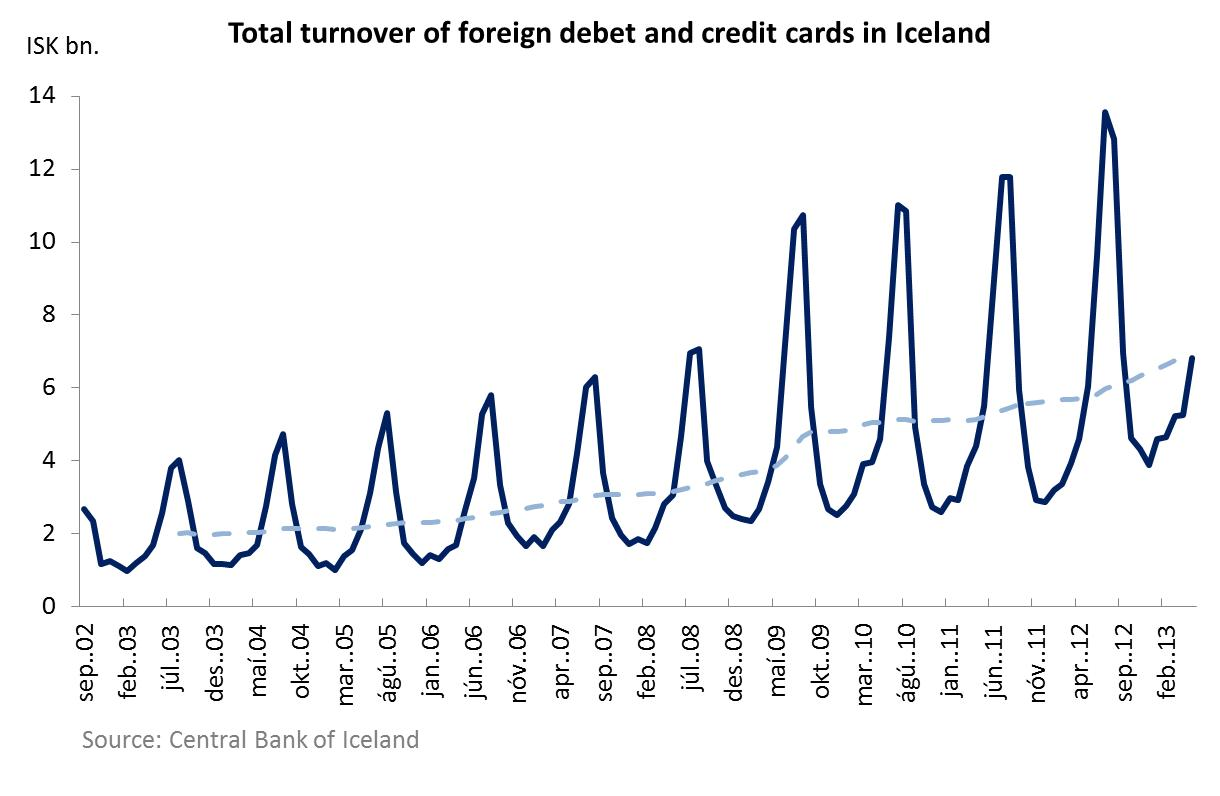 Total turnover of foreign debet and credit cards in Iceland
ISK bn.
14
12
10
8
6
4
2
0
sep..02
feb..03
júl..03
des..03
maí.04
okt..04
mar..05
ágú..05
jan..06
jún..06
nóv..06
apr..07
sep..07
feb..08
júl..08
des..08
maí.09
okt..09
mar..10
ágú..10
jan..11
jún..11
nóv..11
apr..12
sep..12
feb..13
Source: Central Bank of Iceland